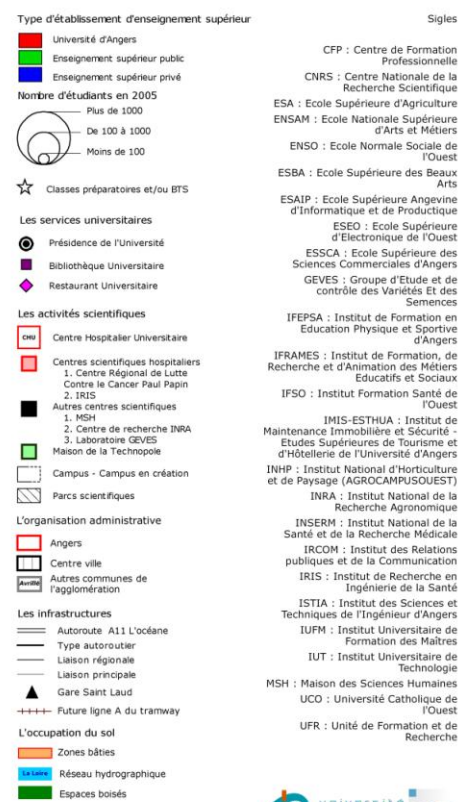 Type d'établissement d'enseignement supérieur
Université d'Angers
Enseignement supérieur public
Enseignement supérieur privé
Nombre d'étudiants en 2005
Plus de 1000
De 100 à 1000
Moins de 100
Classes préparatoires et/ou BTS
Les services universitaires
Présidence de l'Université
Bibliothèque Universitaire
Restaurant Universitaire
Les activités scientifiques
CHU Centre Hospitalier Universitaire
Centres scientifiques hospitaliers
1. Centre Régional de Lutte
Contre le Cancer Paul Papin
2. IRIS
Autres centres scientifiques
1. MSH
2. Centre de recherche INRA
3. Laboratoire GEVES
Maison de la Technopole
Campus - Campus en création
Parcs scientifiques
L'organisation administrative
Angers
Centre ville
Avrillé Autres communes de
l'agglomération
Les infrastructures
Autoroute A11 L'océane
Type autoroutier
Liaison régionale
Liaison principale
Gare Saint Laud
Future ligne A du tramway
L'occupation du sol
Zones bâties
La Loire Réseau hydrographique
Espaces boisés
Sigles
CFP : Centre de Formation
Professionnelle
CNRS : Centre Nationale de la
Recherche Scientifique
ESA : Ecole Supérieure d'Agriculture
ENSAM : Ecole Nationale Supérieure
d'Arts et Métiers
ENSO : Ecole Normale Sociale de
l'Ouest
ESBA : Ecole Supérieure des Beaux
Arts
ESAIP : Ecole Supérieure Angevine
d'Informatique et de Productique
ESEO : Ecole Supérieure
d'Electronique de l'Ouest
ESSCA : Ecole Supérieure des
Sciences Commerciales d'Angers
GEVES : Groupe d'Etude et de
contrôle des Variétés Et des
Semences
IFEPSA : Institut de Formation en
Education Physique et Sportive
d'Angers
IFRAMES : Institut de Formation, de
Recherche et d'Animation des Métiers
Educatifs et Sociaux
IFSO : Institut Formation Santé de
l'Ouest
IMIS-ESTHUA : Institut de
Maintenance Immobilière et Sécurité -
Etudes Supérieures de Tourisme et
d'Hôtellerie de l'Université d'Angers
INHP : Institut National d'Horticulture
et de Paysage (AGROCAMPUSOUEST)
INRA : Institut National de la
Recherche Agronomique
INSERM : Institut National de la
Santé et de la Recherche Médicale
IRCOM : Institut des Relations
publiques et de la Communication
IRIS : Institut de Recherche en
Ingénierie de la Santé
ISTIA : Institut des Sciences et
Techniques de l'Ingénieur d'Angers
IUFM : Institut Universitaire de
Formation des Maîtres
IUT : Institut Universitaire de
Technologie
MSH : Maison des Sciences Humaines
UCO : Université Catholique de
l'Ouest
UFR : Unité de Formation et de
Recherche
université